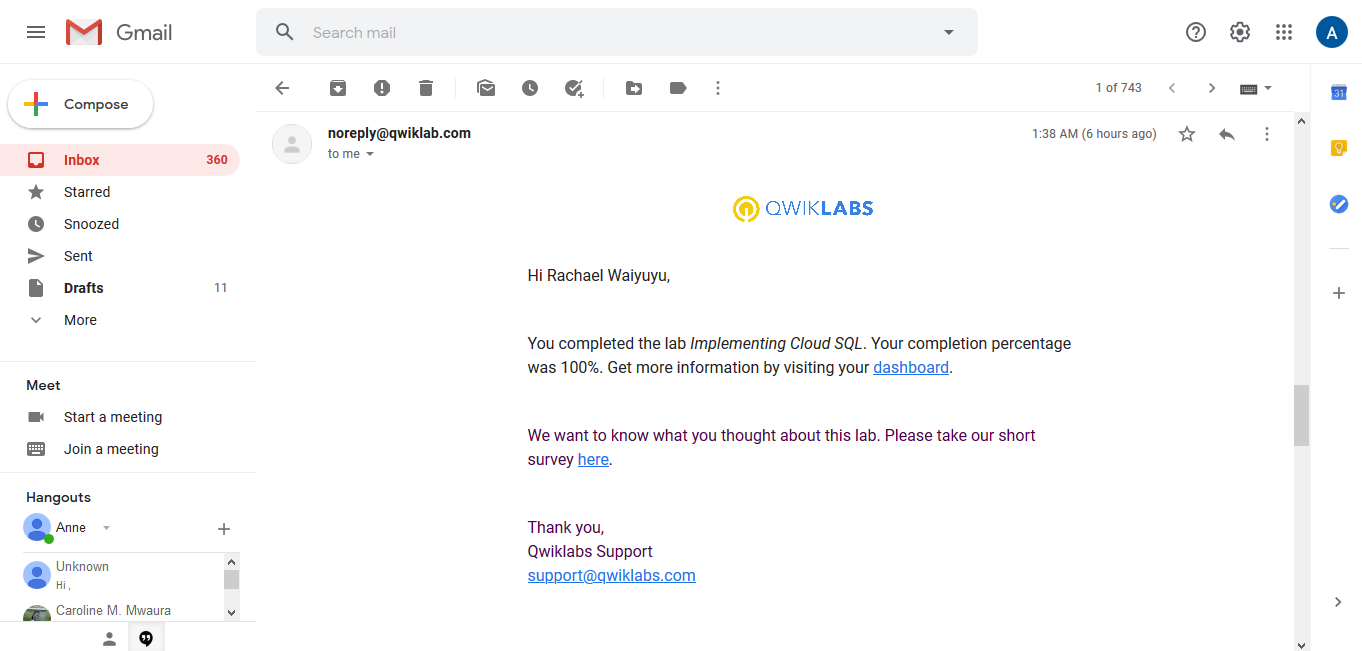 Gmail
Search mail
A
Compose
1 of 743
31
Inbox 360
Starred
Snoozed
Sent
Drafts 11
More
Meet
Start a meeting
Join a meeting
Hangouts
Anne
Unknown
Hi ,
Caroline M. Mwaura
noreply@qwiklab.com
1:38 AM (6 hours ago)
to me
QWIKLABS
Hi Rachael Waiyuyu,
You completed the lab Implementing Cloud SQL. Your completion percentage
was 100%. Get more information by visiting your dashboard.
We want to know what you thought about this lab. Please take our short
survey here.
Thank you,
Qwiklabs Support
support@qwiklabs.com